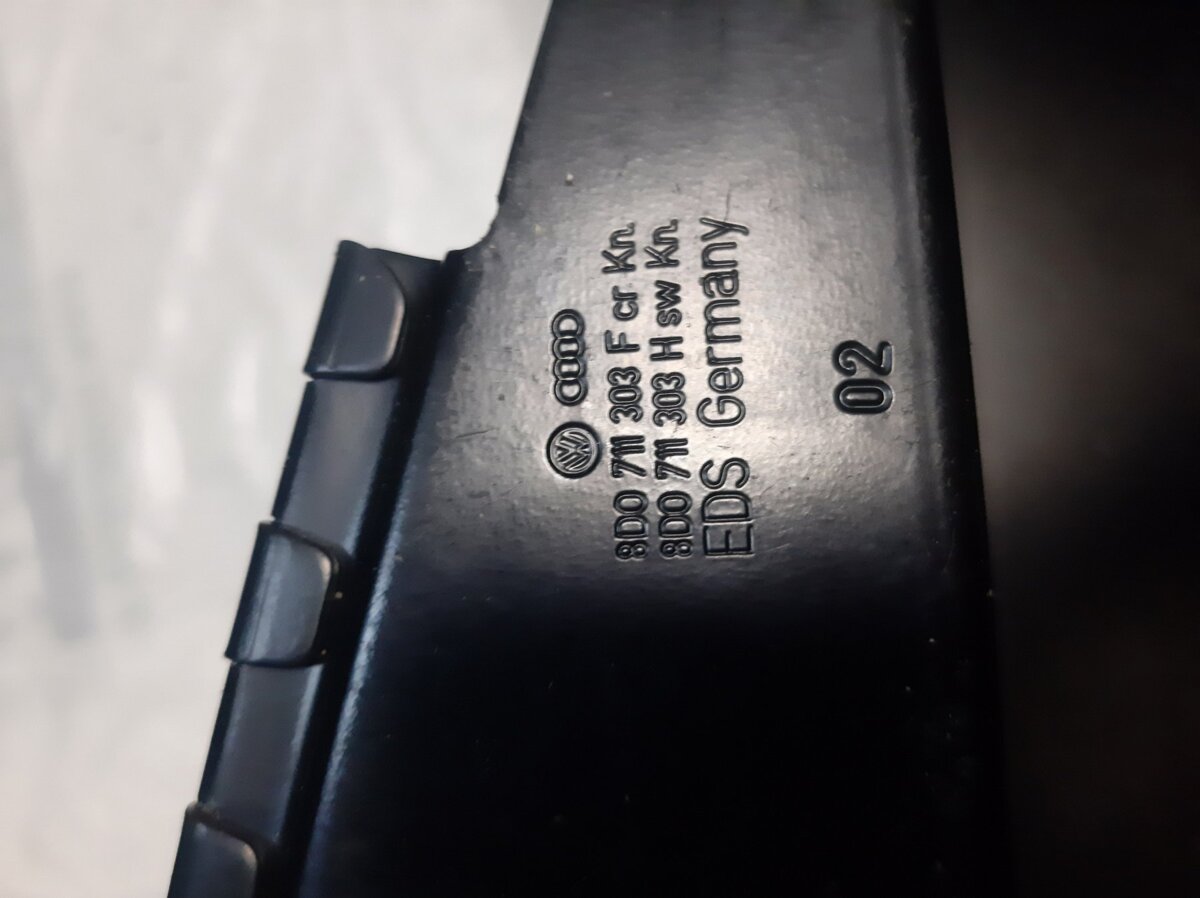 8D0 711 303 F cr Kn.
8D0 711 303 H sw Kn.
EDS Germany
02